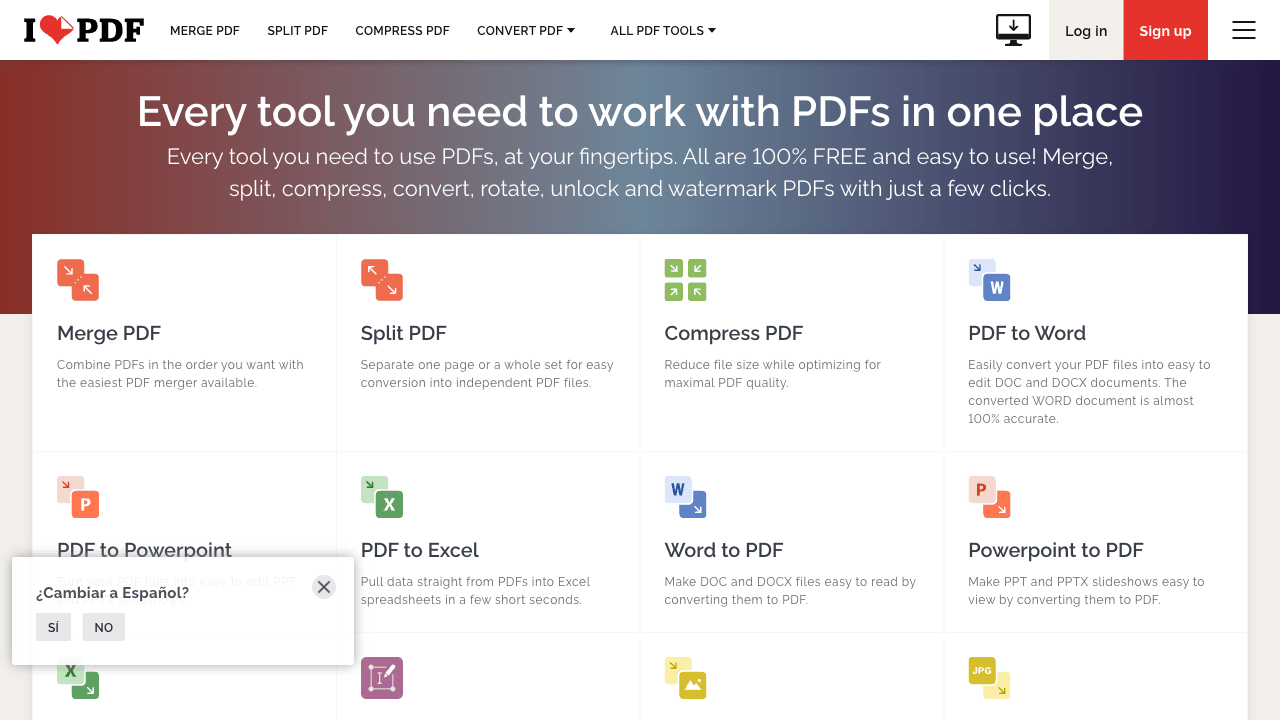 I PDF
MERGE PDF
SPLIT PDF
COMPRESS PDF
CONVERT PDF
ALL PDF TOOLS
Log in
Sign up
Every tool you need to work with PDFs in one place
Every tool you need to use PDFs, at your fingertips. All are 100% FREE and easy to use! Merge,
split, compress, convert, rotate, unlock and watermark PDFs with just a few clicks.
Merge PDF
Combine PDFs in the order you want with
the easiest PDF merger available.
Split PDF
Separate one page or a whole set for easy
conversion into independent PDF files.
Compress PDF
Reduce file size while optimizing for
maximal PDF quality.
W
PDF to Word
Easily convert your PDF files into easy to
edit DOC and DOCX documents. The
converted WORD document is almost
100% accurate.
P
PDF to Powerpoint
Turn your PDF files into easy to edit PPT
X
PDF to Excel
Pull data straight from PDFs into Excel
spreadsheets in a few short seconds.
W
Word to PDF
Make DOC and DOCX files easy to read by
converting them to PDF.
P
Powerpoint to PDF
Make PPT and PPTX slideshows easy to
view by converting them to PDF.
¿Cambiar a Español?
SÍ
NO
X
JPG